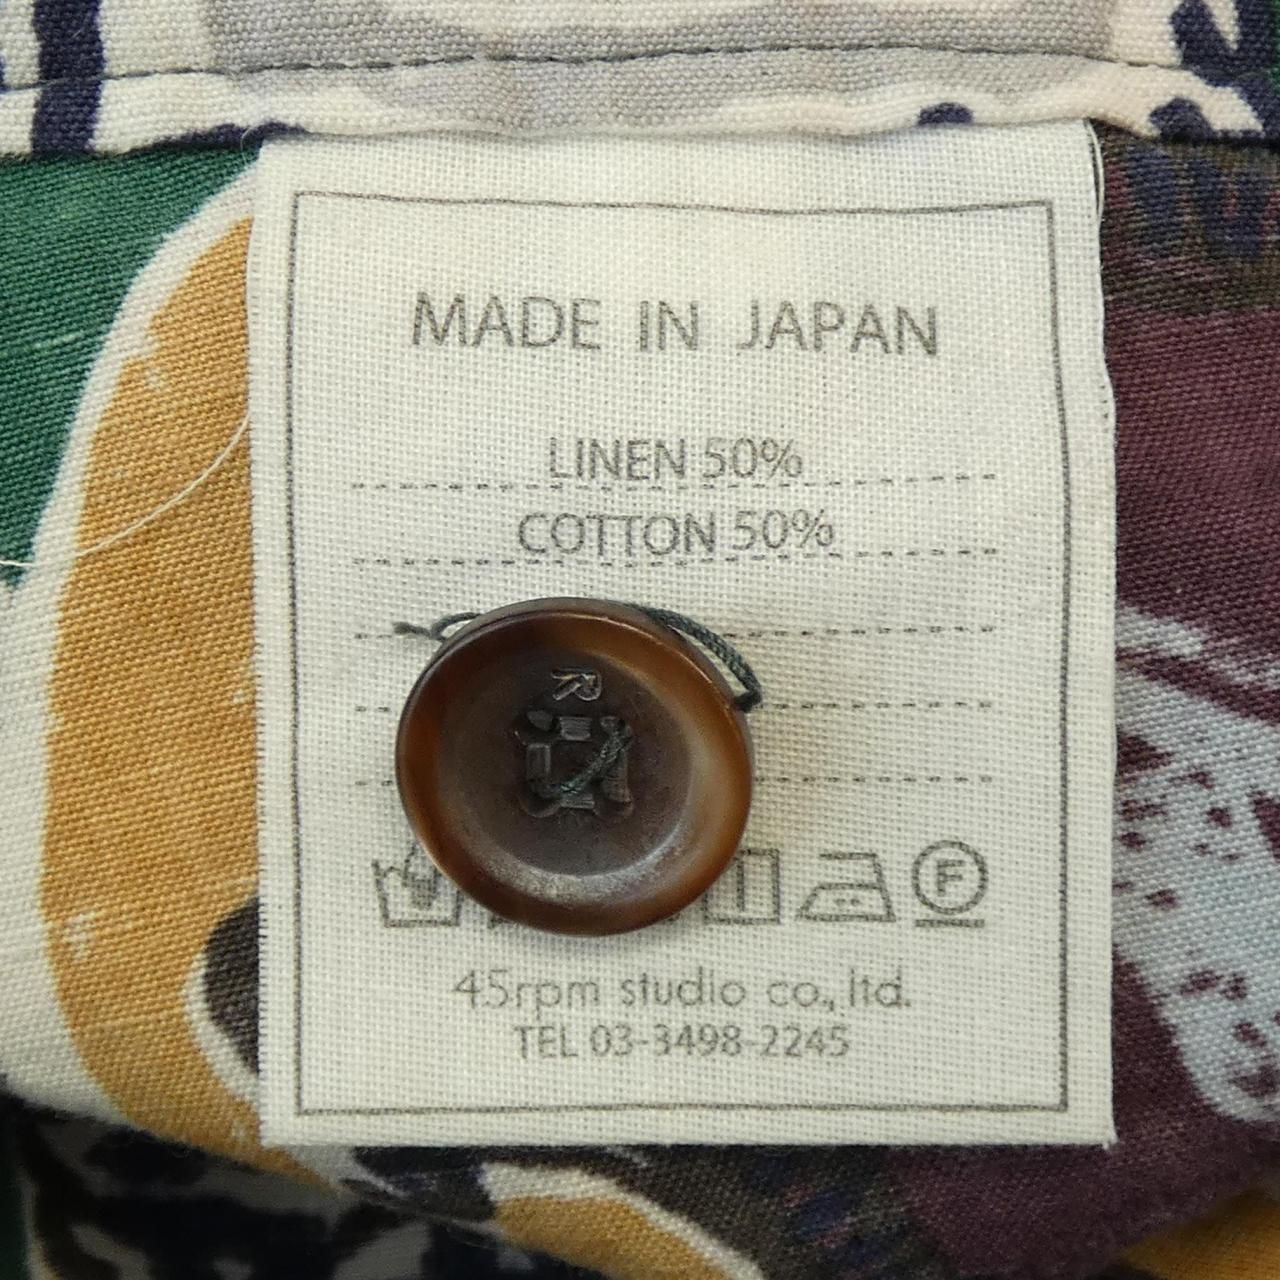 MADE IN JAPAN
LINEN 50%
COTTON 50%
R
F
45rpm studio co., ltd.
TEL 03-3498-2245